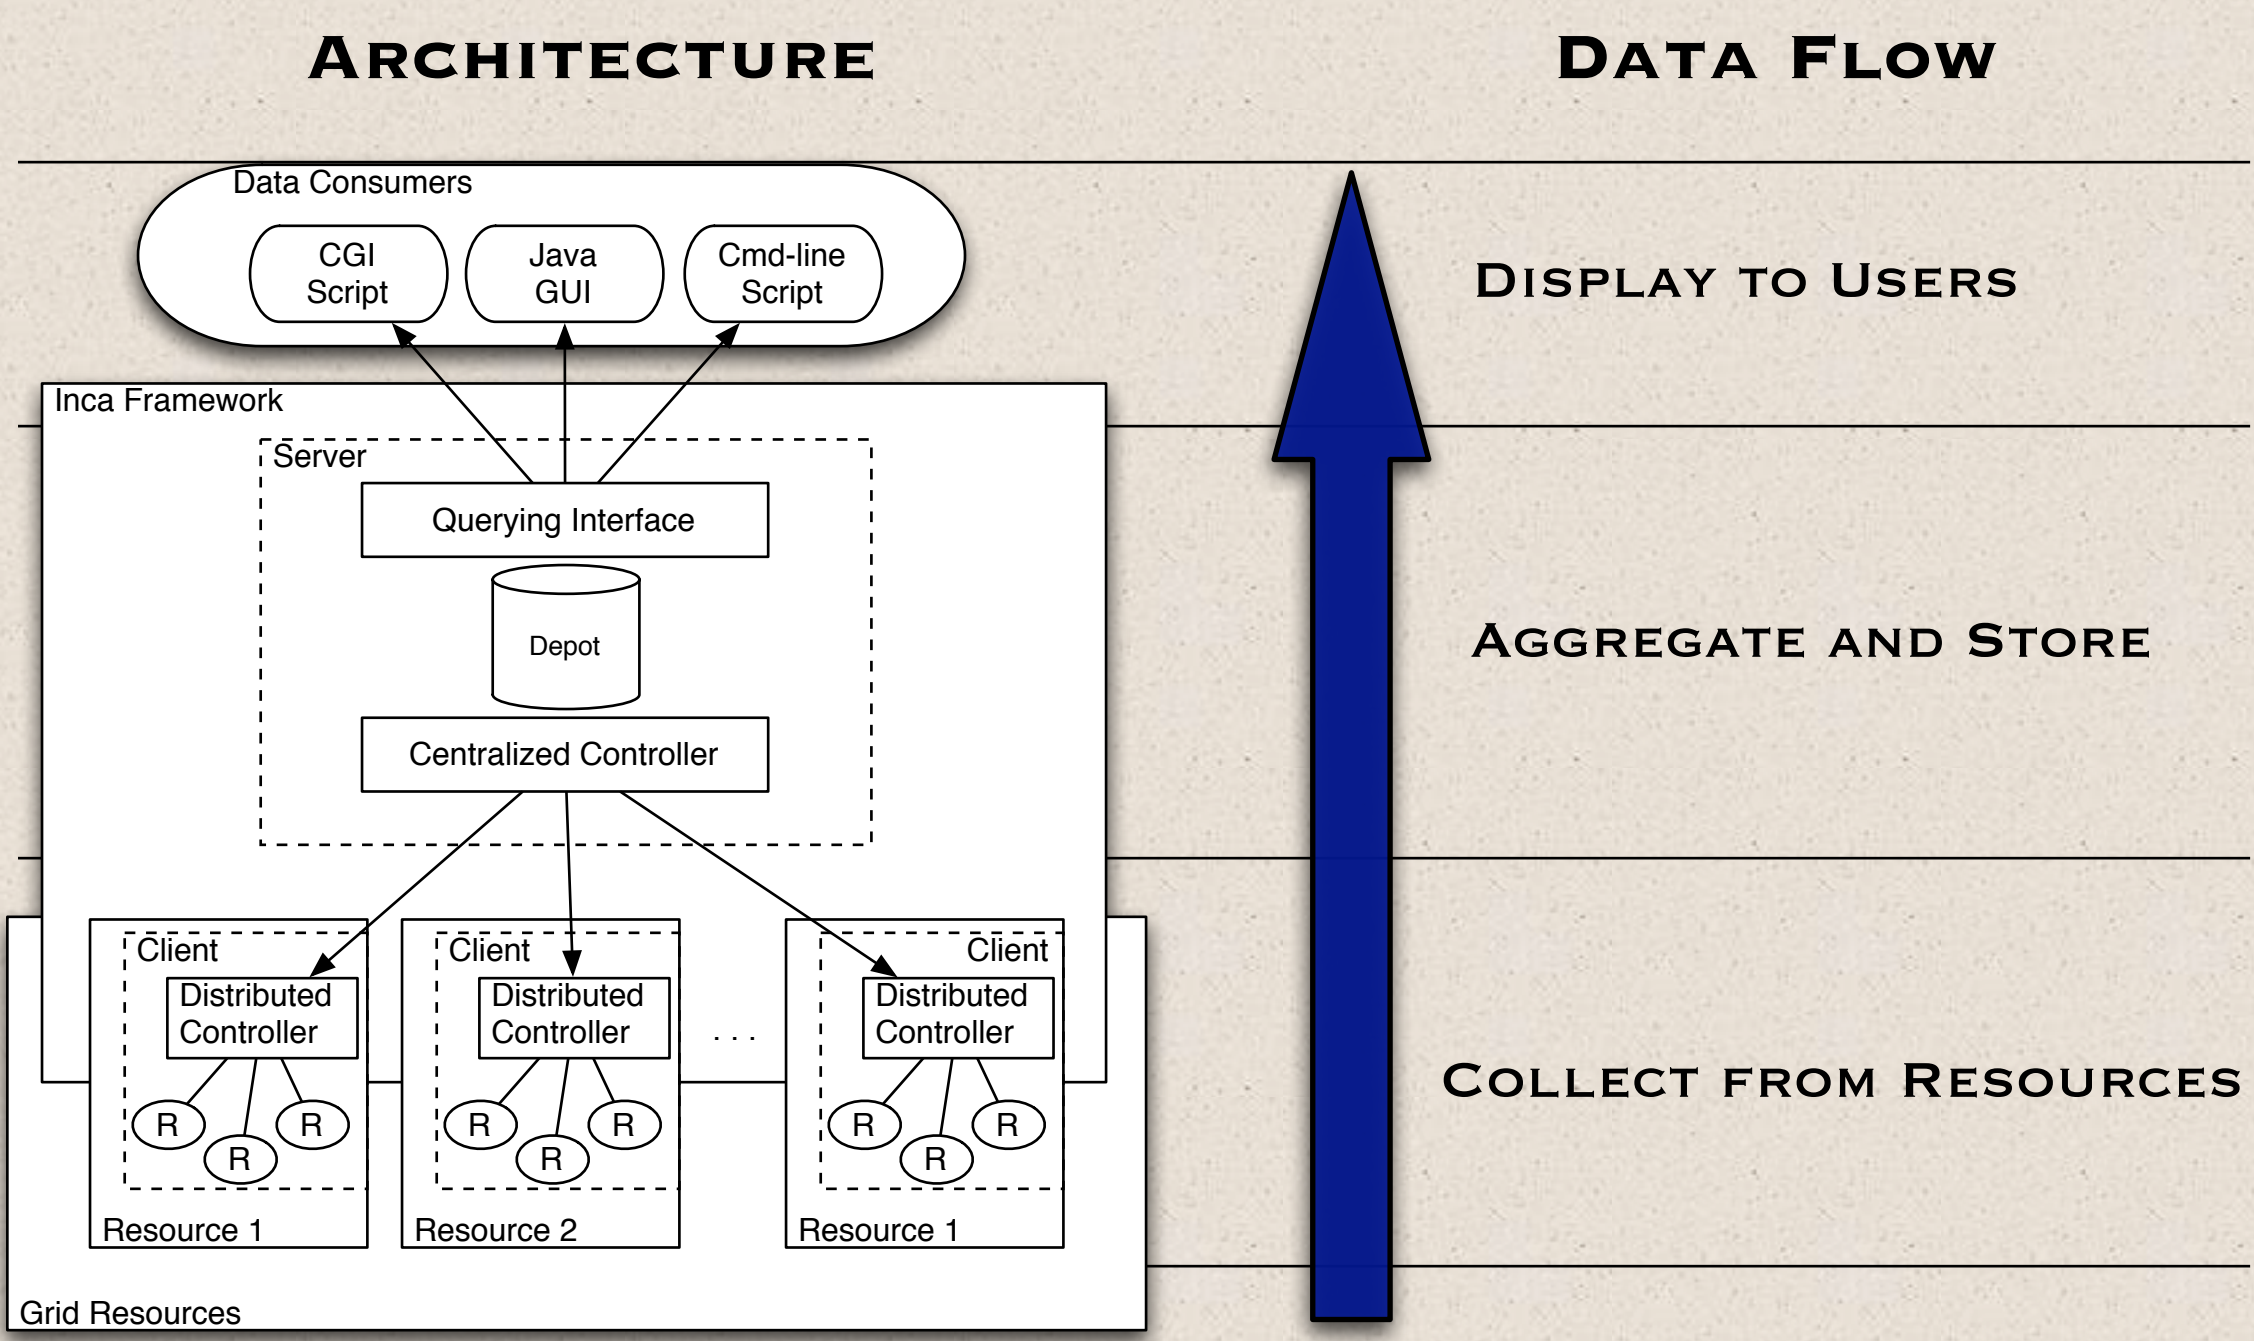 ARCHITECTURE
DATA FLOW
Data Consumers
CGI
Script
Java
GUI
Cmd-line
Script
DISPLAY TO USERS
Inca Framework
Server
Querying Interface
Depot
Centralized Controller
AGGREGATE AND STORE
Client
Distributed
Controller
R
R
R
Resource 1
Client
Distributed
Controller
R
R
R
Resource 2
. . .
Client
Distributed
Controller
R
R
R
Resource 1
COLLECT FROM RESOURCES
Grid Resources